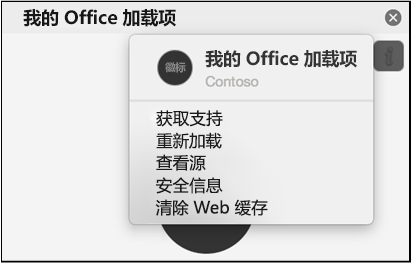 我的 Office 加载项
徽标
我的 Office 加载项
Contoso
获取支持
重新加载
查看源
安全信息
清除 Web 缓存